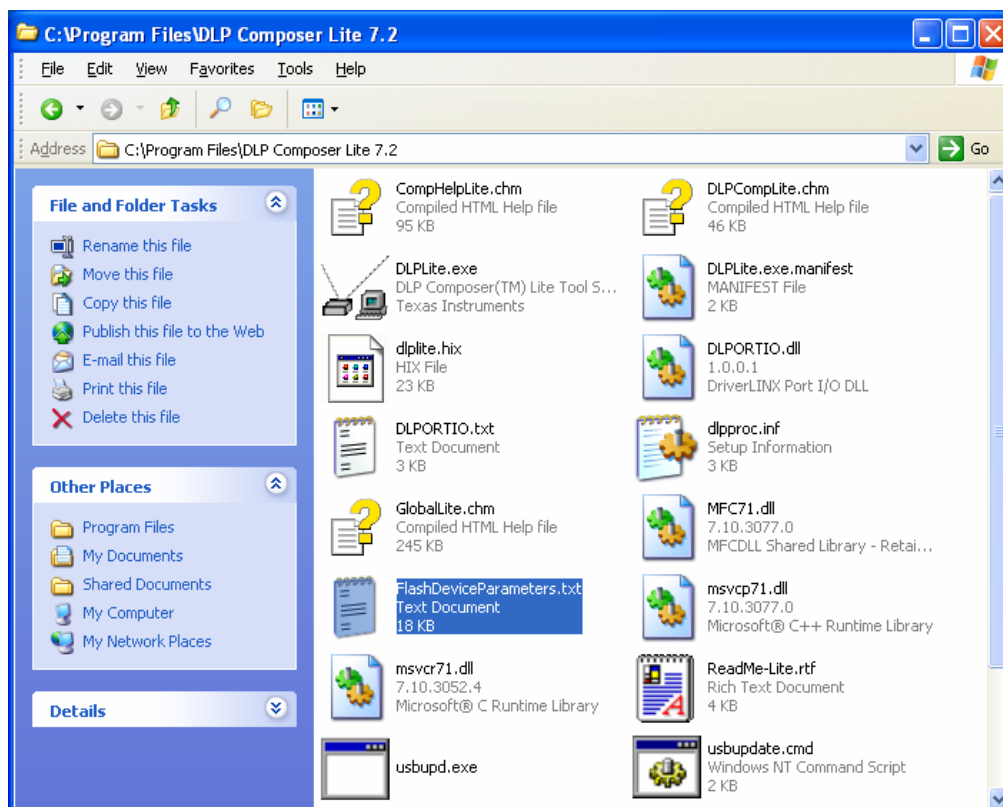 C:\Program Files\DLP Composer Lite 7.2
File Edit View Favorites Tools Help
Address C:\Program Files\DLP Composer Lite 7.2 Go
File and Folder Tasks
Rename this file
Move this file
Copy this file
Publish this file to the Web
E-mail this file
Print this file
Delete this file
Other Places
Program Files
My Documents
Shared Documents
My Computer
My Network Places
Details
CompHelpLite.chm
Compiled HTML Help file
95 KB
DLPCompLite.chm
Compiled HTML Help file
46 KB
DLPLite.exe
DLP Composer(TM) Lite Tool S...
Texas Instruments
DLPLite.exe.manifest
MANIFEST File
2 KB
dlplite.hix
HIX File
23 KB
DLPORTIO.dll
1.0.0.1
DriverLINX Port I/O DLL
DLPORTIO.txt
Text Document
3 KB
dlpproc.inf
Setup Information
3 KB
GlobalLite.chm
Compiled HTML Help file
245 KB
MFC71.dll
7.10.3077.0
MFCDLL Shared Library - Retai...
FlashDeviceParameters.txt
Text Document
18 KB
msvcp71.dll
7.10.3077.0
Microsoft® C++ Runtime Library
msvcr71.dll
7.10.3052.4
Microsoft® C Runtime Library
ReadMe-Lite.rtf
Rich Text Document
4 KB
usbupd.exe
usbupdate.cmd
Windows NT Command Script
2 KB